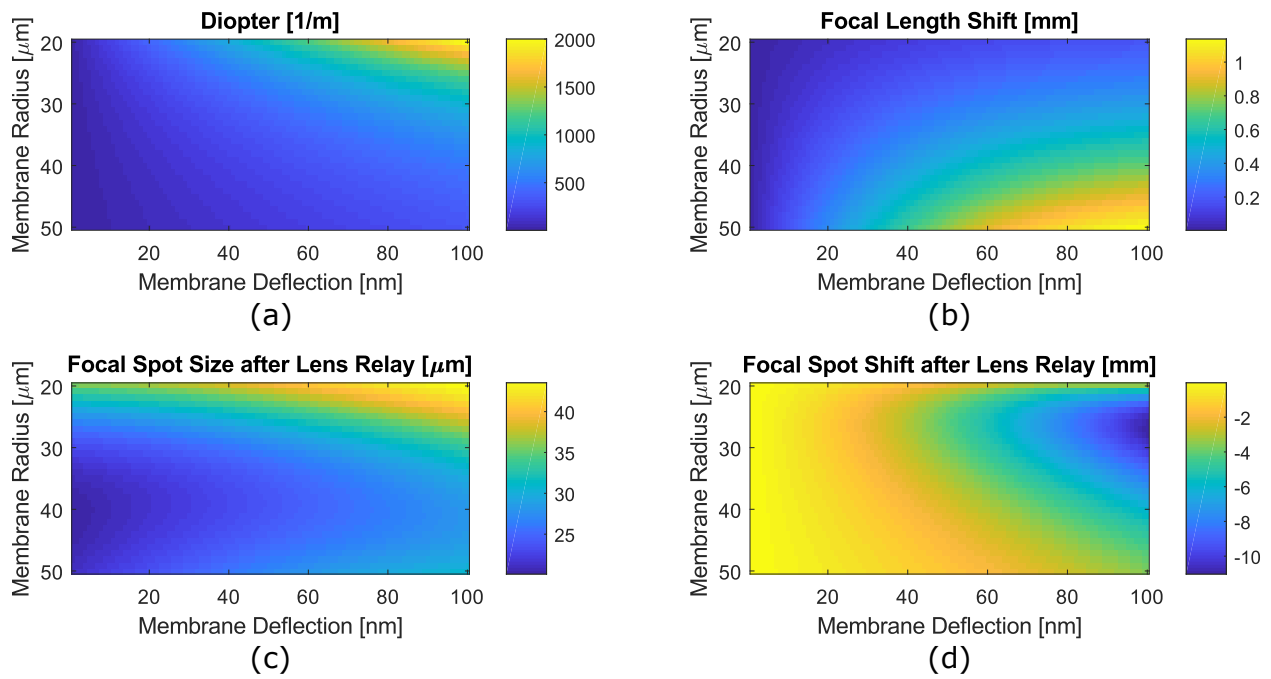 Diopter [1/m]
Membrane Radius [μm]
20
30
40
50
20 40 60 80 100
Membrane Deflection [nm]
2000
1500
1000
500
(a)
Focal Length Shift [mm]
Membrane Radius [μm]
20
30
40
50
20 40 60 80 100
Membrane Deflection [nm]
1
0.8
0.6
0.4
0.2
(b)
Focal Spot Size after Lens Relay [μm]
Membrane Radius [μm]
20
30
40
50
20 40 60 80 100
Membrane Deflection [nm]
40
35
30
25
(c)
Focal Spot Shift after Lens Relay [mm]
Membrane Radius [μm]
20
30
40
50
20 40 60 80 100
Membrane Deflection [nm]
-2
-4
-6
-8
-10
(d)